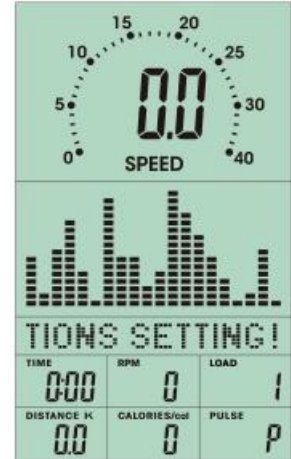 15 20
10 25
5 0.0 30
0 SPEED 40
TIONS SETTING!
TIME RPM LOAD
0:00 0 1
DISTANCE K CALORIES/cal PULSE
0.0 0 P